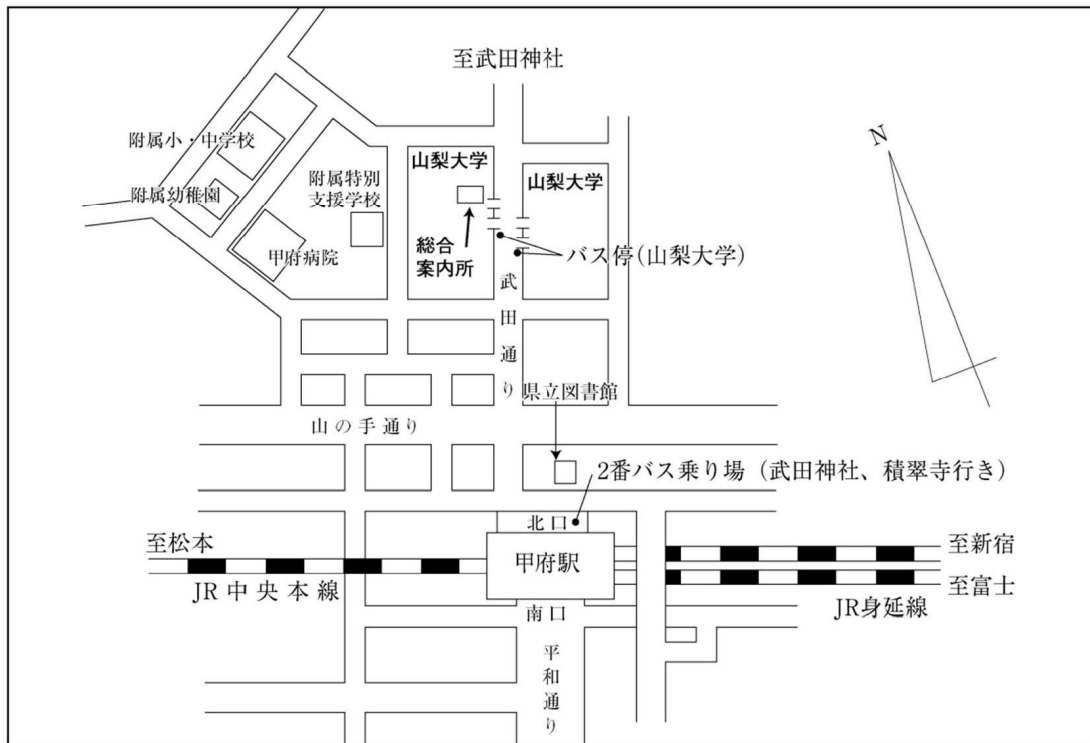 至武田神社
附属小・中学校
附属幼稚園
甲府病院
附属特別
支援学校
山梨大学
総合
案内所
山梨大学
バス停(山梨大学)
武田通り
N
県立図書館
山の手通り
2番バス乗り場（武田神社、積翠寺行き）
北口
甲府駅
南口
至松本
JR中央本線
至新宿
至富士
JR身延線
平和通り